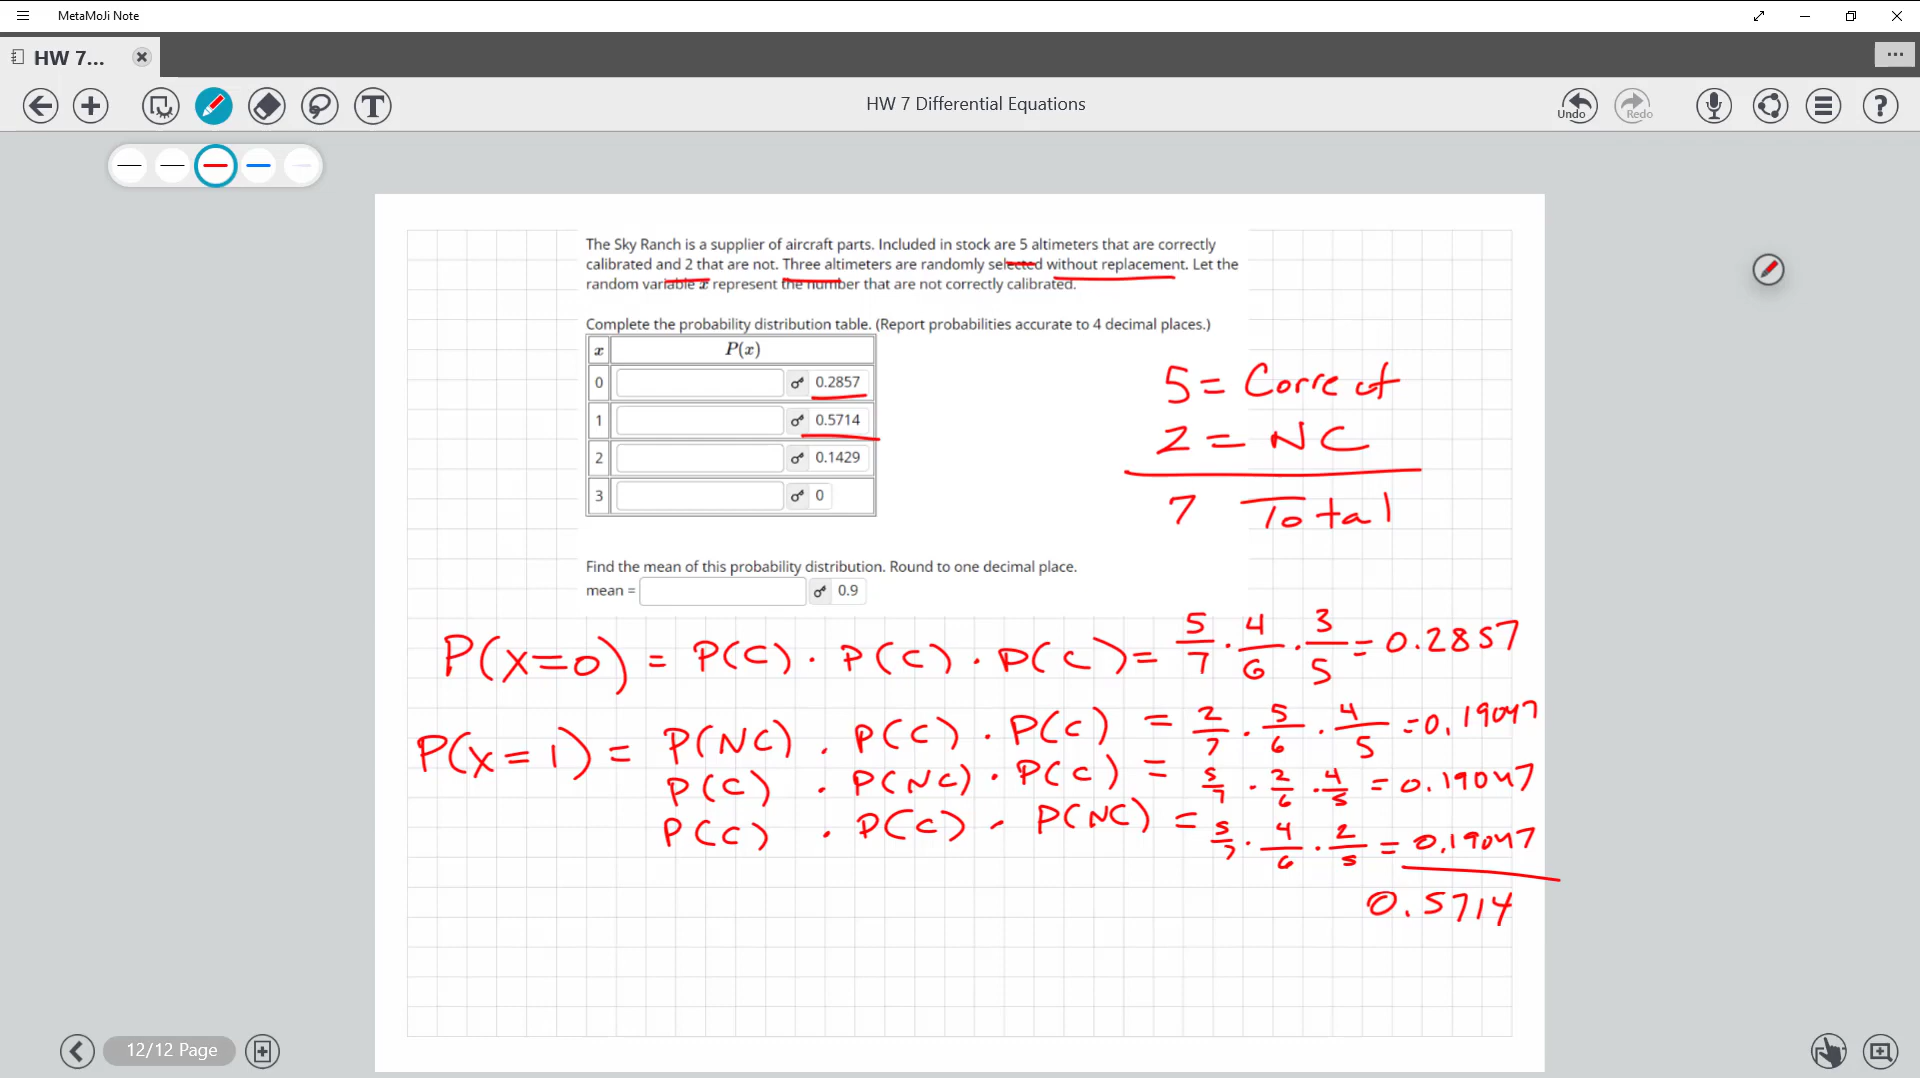 MetaMoJi Note
HW 7...
HW 7 Differential Equations
Undo
Redo
The Sky Ranch is a supplier of aircraft parts. Included in stock are 5 altimeters that are correctly
calibrated and 2 that are not. Three altimeters are randomly selected without replacement. Let the
random variable x represent the number that are not correctly calibrated.
Complete the probability distribution table. (Report probabilities accurate to 4 decimal places.)
x P(x)
0 0.2857
1 0.5714
2 0.1429
3 0
5 = Correct
2 = NC
7 Total
Find the mean of this probability distribution. Round to one decimal place.
mean = 0.9
P(x=0) = P(C) · P(C) · P(C) = 5/7 · 4/6 · 3/5 = 0.2857
P(x=1) = P(NC) · P(C) · P(C) = 2/7 · 5/6 · 4/5 = 0.19047
P(C) · P(NC) · P(C) = 5/7 · 2/6 · 4/5 = 0.19047
P(C) · P(C) · P(NC) = 5/7 · 4/6 · 2/5 = 0.19047
0.5714
12/12 Page